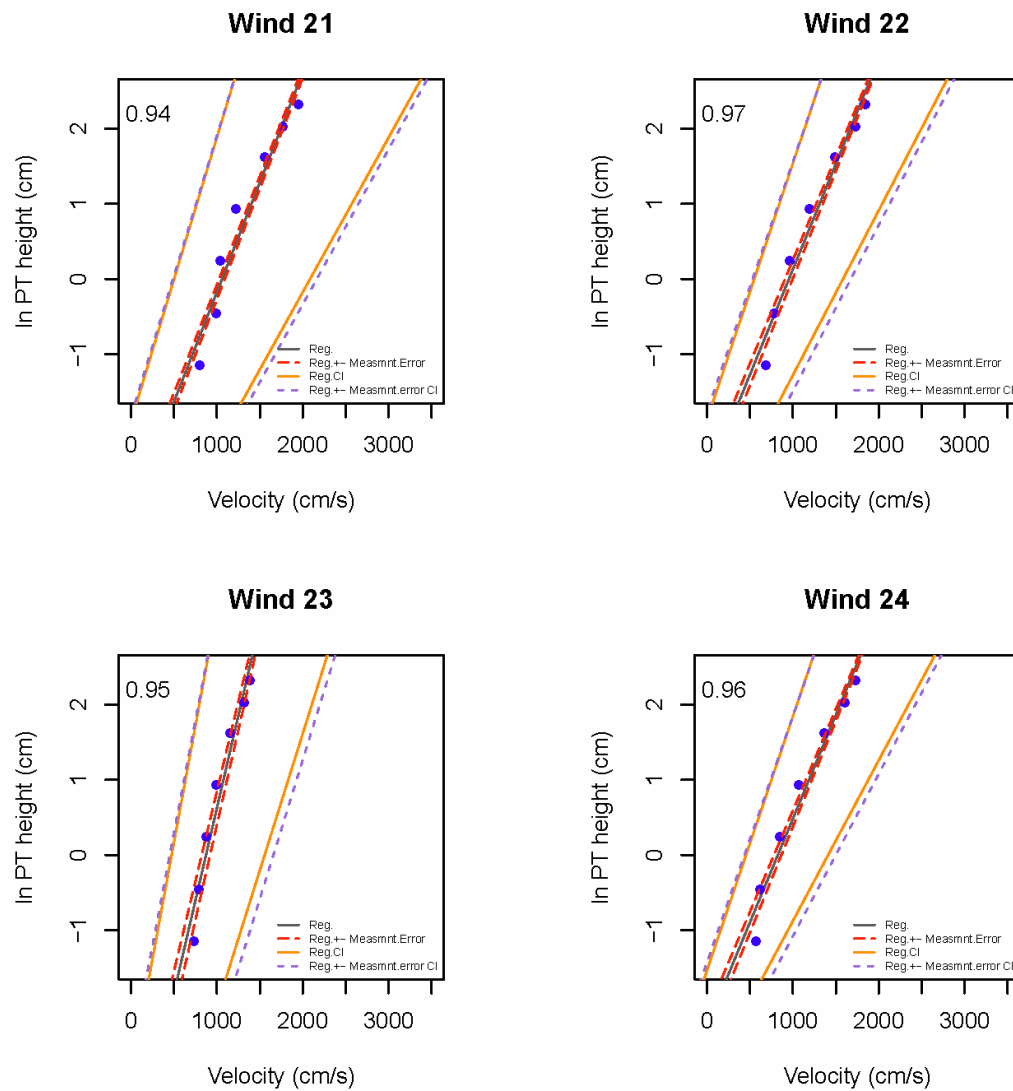 Wind 21
0.94
2
1
0
−1
ln PT height (cm)
Reg.
Reg.+− Measmnt.Error
Reg.CI
Reg.+− Measmnt.error CI
0 1000 2000 3000
Velocity (cm/s)
Wind 22
0.97
2
1
0
−1
ln PT height (cm)
Reg.
Reg.+− Measmnt.Error
Reg.CI
Reg.+− Measmnt.error CI
0 1000 2000 3000
Velocity (cm/s)
Wind 23
0.95
2
1
0
−1
ln PT height (cm)
Reg.
Reg.+− Measmnt.Error
Reg.CI
Reg.+− Measmnt.error CI
0 1000 2000 3000
Velocity (cm/s)
Wind 24
0.96
2
1
0
−1
ln PT height (cm)
Reg.
Reg.+− Measmnt.Error
Reg.CI
Reg.+− Measmnt.error CI
0 1000 2000 3000
Velocity (cm/s)